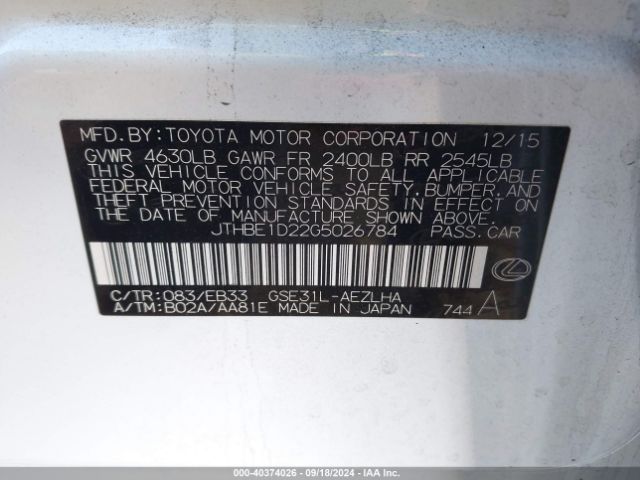 MFD. BY: TOYOTA MOTOR CORPORATION 12/15
GVWR 4630LB GAWR FR 2400LB RR 2545LB
THIS VEHICLE CONFORMS TO ALL APPLICABLE
FEDERAL MOTOR VEHICLE SAFETY, BUMPER, AND
THEFT PREVENTION STANDARDS IN EFFECT ON
THE DATE OF MANUFACTURE SHOWN ABOVE.
JTHBE1D22G5026784 PASS. CAR
C/TR: 083/EB33 GSE31L-AEZLHA
A/TM: B02A/AA81E MADE IN JAPAN 744 A
000-40374026 - 09/18/2024 - IAA Inc.